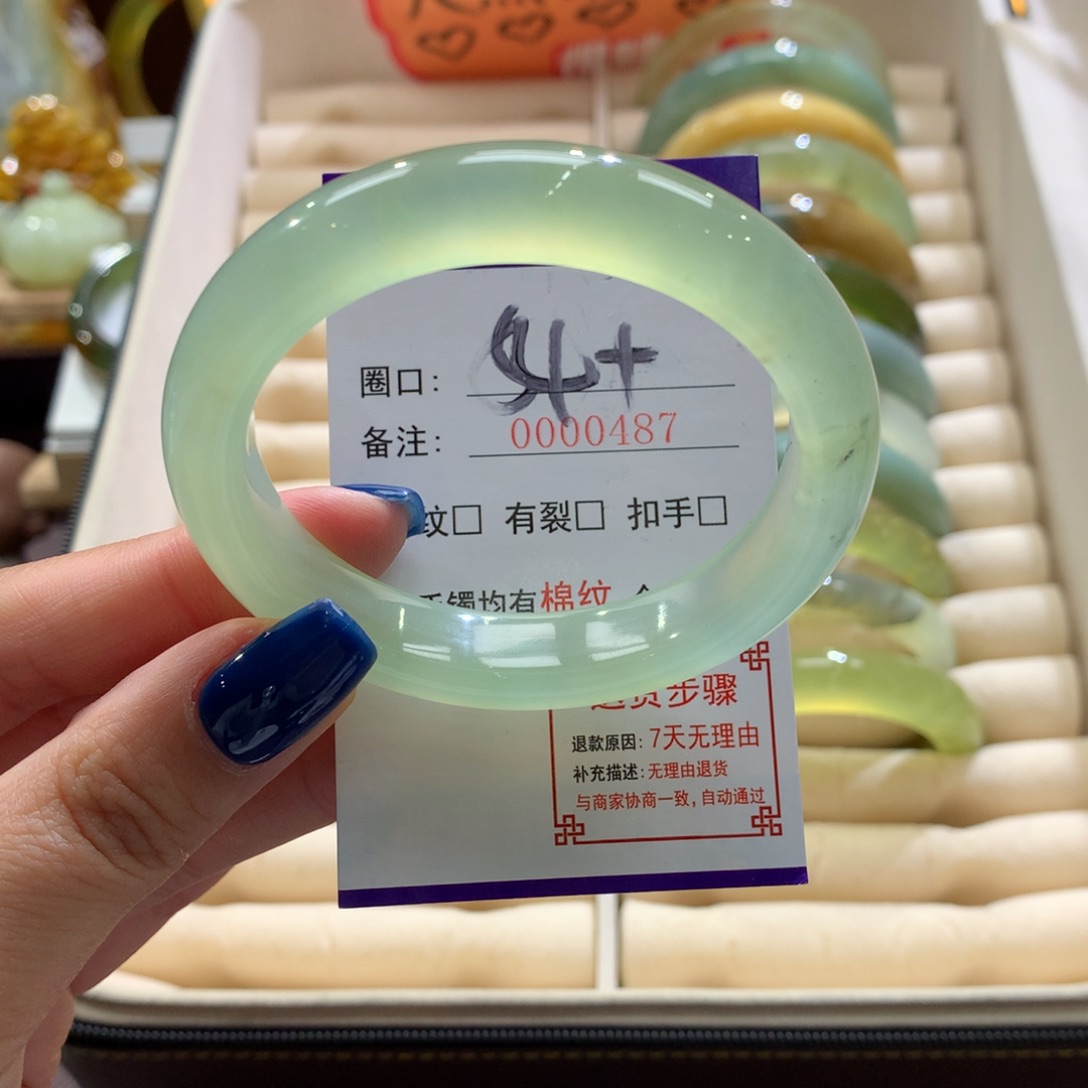 圈口: 54+
备注: 0000487
纹□ 有裂□ 扣手□
手镯均有棉纹
退货步骤
退款原因: 7天无理由
补充描述: 无理由退货
与商家协商一致, 自动通过